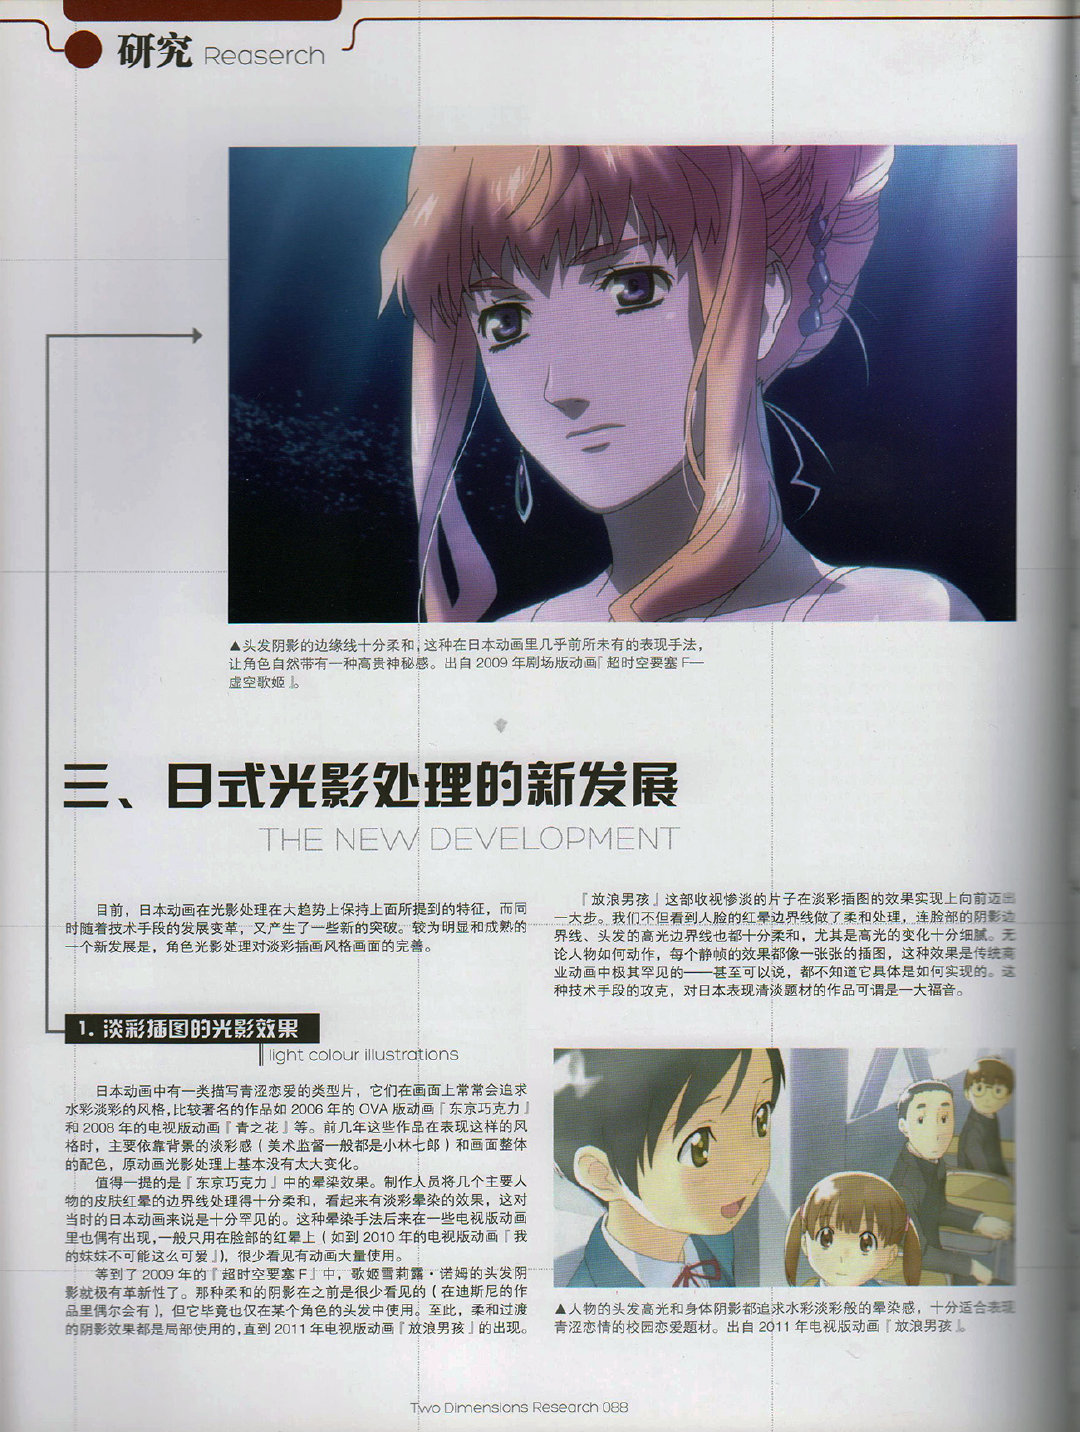 研究 Reaserch
▲头发阴影的边缘线十分柔和，这种在日本动画里几乎前所未有的表现手法，
让角色自然带有一种高贵神秘感。出自 2009 年剧场版动画『超时空要塞 F—
虚空歌姬』。
三、日式光影处理的新发展
THE NEW DEVELOPMENT
目前，日本动画在光影处理在大趋势上保持上面所提到的特征，而同
时随着技术手段的发展变革，又产生了一些新的突破。较为明显和成熟的
一个新发展是，角色光影处理对淡彩插画风格画面的完善。
1. 淡彩插图的光影效果
light colour illustrations
日本动画中有一类描写青涩恋爱的类型片，它们在画面上常常会追求
水彩淡彩的风格，比较著名的作品如 2006 年的 OVA 版动画『东京巧克力』
和 2008 年的电视版动画『青之花』等。前几年这些作品在表现这样的风
格时，主要依靠背景的淡彩感（美术监督一般都是小林七郎）和画面整体
的配色，原动画光影处理上基本没有太大变化。
值得一提的是『东京巧克力』中的晕染效果。制作人员将几个主要人
物的皮肤红晕的边界线处理得十分柔和，看起来有淡彩晕染的效果，这对
当时的日本动画来说是十分罕见的。这种晕染手法后来在一些电视版动画
里也偶有出现，一般只用在脸部的红晕上（如到 2010 年的电视版动画『我
的妹妹不可能这么可爱』），很少看见有动画大量使用。
等到了 2009 年的『超时空要塞 F』中，歌姬雪莉露·诺姆的头发阴
影就极有革新性了。那种柔和的阴影在之前是很少看见的（在迪斯尼的作
品里偶尔会有），但它毕竟也仅在某个角色的头发中使用。至此，柔和过渡
的阴影效果都是局部使用的，直到 2011 年电视版动画『放浪男孩』的出现。
『放浪男孩』这部收视惨淡的片子在淡彩插图的效果实现上向前迈出
一大步。我们不但看到人脸的红晕边界线做了柔和处理，连脸部的阴影边
界线、头发的高光边界线也都十分柔和，尤其是高光的变化十分细腻。无
论人物如何动作，每个静帧的效果都像一张张的插图，这种效果是传统商
业动画中极其罕见的——甚至可以说，都不知道它具体是如何实现的。这
种技术手段的攻克，对日本表现清淡题材的作品可谓是一大福音。
▲人物的头发高光和身体阴影都追求水彩淡彩般的晕染感，十分适合表现
青涩恋情的校园恋爱题材。出自 2011 年电视版动画『放浪男孩』。
Two Dimensions Research 088